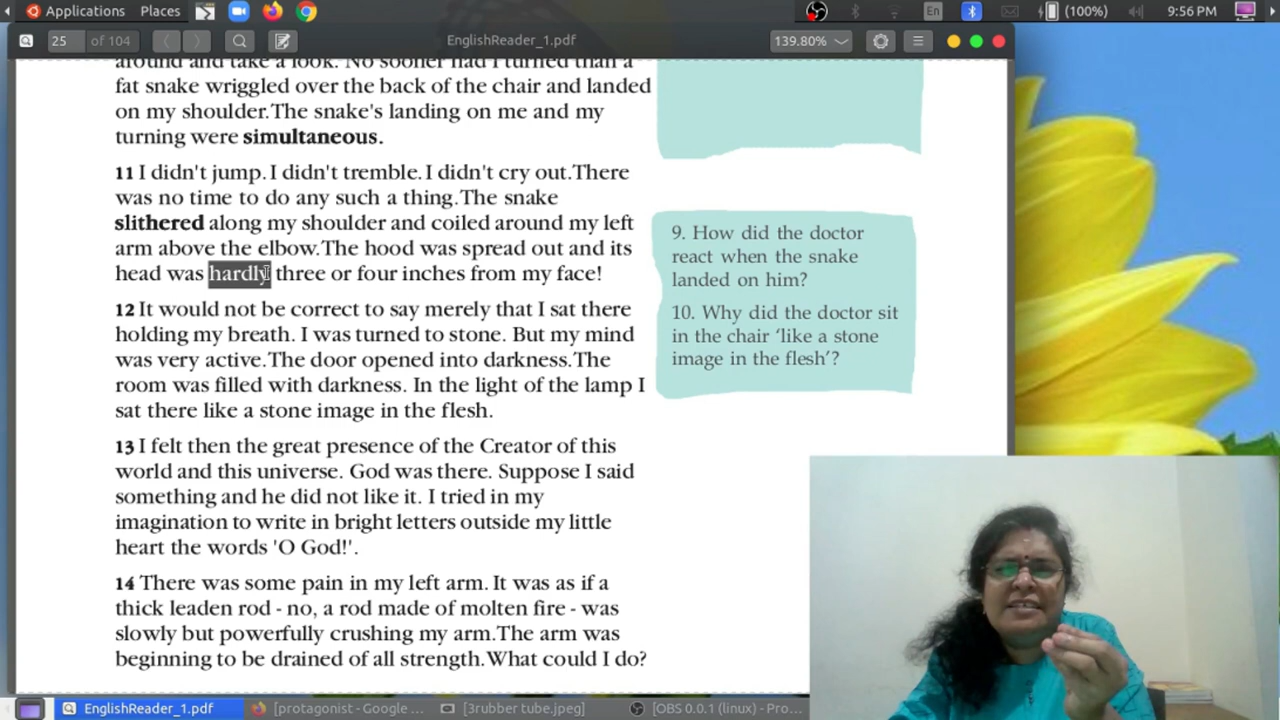 Applications Places En (100%) 9:56 PM
25 of 104 EnglishReader_1.pdf 139.80%
around and take a look. No sooner had I turned than a
fat snake wriggled over the back of the chair and landed
on my shoulder.The snake's landing on me and my
turning were simultaneous.
11 I didn't jump. I didn't tremble. I didn't cry out.There
was no time to do any such a thing.The snake
slithered along my shoulder and coiled around my left
arm above the elbow.The hood was spread out and its
head was hardly three or four inches from my face!
12 It would not be correct to say merely that I sat there
holding my breath. I was turned to stone. But my mind
was very active.The door opened into darkness.The
room was filled with darkness. In the light of the lamp I
sat there like a stone image in the flesh.
13 I felt then the great presence of the Creator of this
world and this universe. God was there. Suppose I said
something and he did not like it. I tried in my
imagination to write in bright letters outside my little
heart the words 'O God!'.
14 There was some pain in my left arm. It was as if a
thick leaden rod - no, a rod made of molten fire - was
slowly but powerfully crushing my arm.The arm was
beginning to be drained of all strength.What could I do?
9. How did the doctor
react when the snake
landed on him?
10. Why did the doctor sit
in the chair ‘like a stone
image in the flesh’?
EnglishReader_1.pdf [protagonist - Google ... [3rubber tube.jpeg] [OBS 0.0.1 (linux) - Pro...